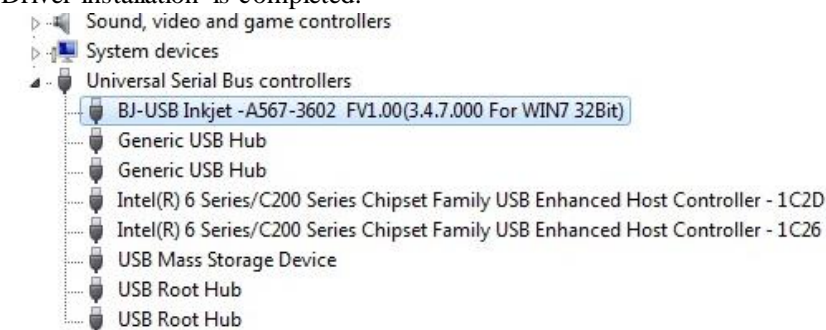 Driver installation is completed.
Sound, video and game controllers
System devices
Universal Serial Bus controllers
BJ-USB Inkjet -A567-3602 FV1.00(3.4.7.000 For WIN7 32Bit)
Generic USB Hub
Generic USB Hub
Intel(R) 6 Series/C200 Series Chipset Family USB Enhanced Host Controller - 1C2D
Intel(R) 6 Series/C200 Series Chipset Family USB Enhanced Host Controller - 1C26
USB Mass Storage Device
USB Root Hub
USB Root Hub